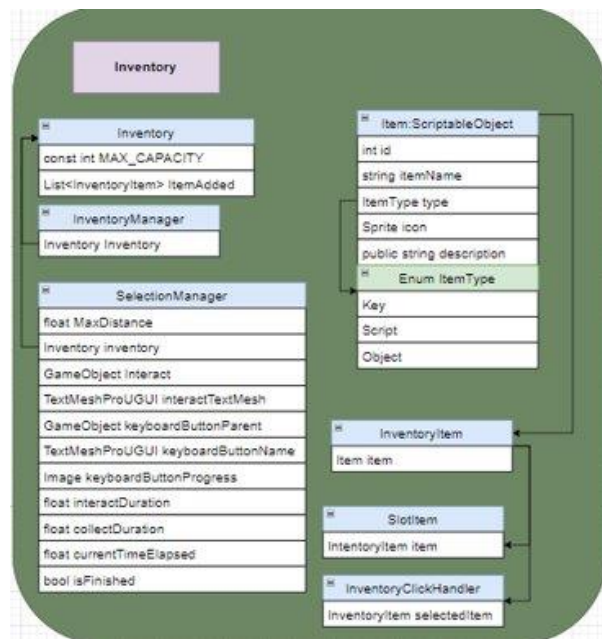 Inventory
Inventory
const int MAX_CAPACITY
List<InventoryItem> ItemAdded
InventoryManager
Inventory Inventory
SelectionManager
float MaxDistance
Inventory inventory
GameObject Interact
TextMeshProUGUI interactTextMesh
GameObject keyboardButtonParent
TextMeshProUGUI keyboardButtonName
Image keyboardButtonProgress
float interactDuration
float collectDuration
float currentTimeElapsed
bool isFinished
Item:ScriptableObject
int id
string itemName
ItemType type
Sprite icon
public string description
Enum ItemType
Key
Script
Object
InventoryItem
Item item
SlotItem
IntentoryItem item
InventoryClickHandler
InventoryItem selectedItem